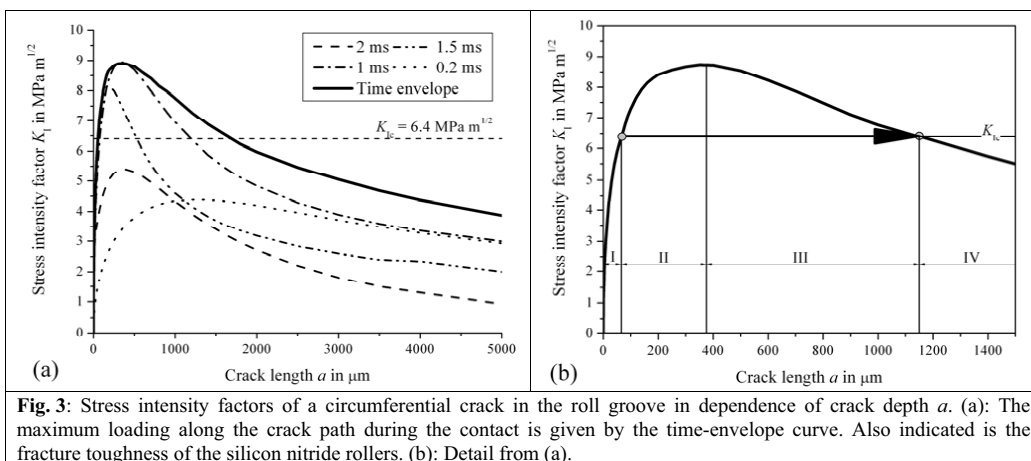 Stress intensity factor K_I in MPa m^1/2
10
9
8
7
6
5
4
3
2
1
0
2 ms
1.5 ms
1 ms
0.2 ms
Time envelope
K_Ic = 6.4 MPa m^1/2
0
1000
2000
3000
4000
5000
(a)
Crack length a in μm
Stress intensity factor K_I in MPa m^1/2
10
9
8
7
6
5
4
3
2
1
0
K_Ic
I
II
III
IV
0
200
400
600
800
1000
1200
1400
(b)
Crack length a in μm
Fig. 3: Stress intensity factors of a circumferential crack in the roll groove in dependence of crack depth a. (a): The
maximum loading along the crack path during the contact is given by the time-envelope curve. Also indicated is the
fracture toughness of the silicon nitride rollers. (b): Detail from (a).